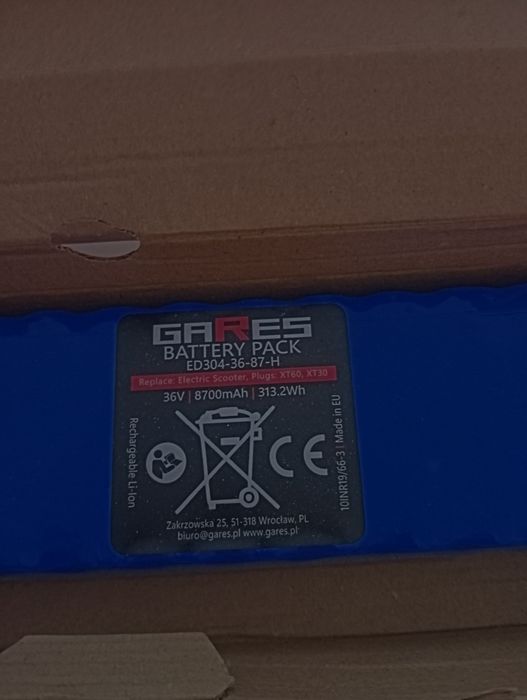 GARES
BATTERY PACK
ED304-36-87-H
Replace: Electric Scooter, Plugs: XT60, XT30
36V | 8700mAh | 313.2Wh
Rechargeable Li-Ion
CE
10INR19/66-3 | Made in EU
Zakrzowska 25, 51-318 Wrocław, PL
biuro@gares.pl www.gares.pl